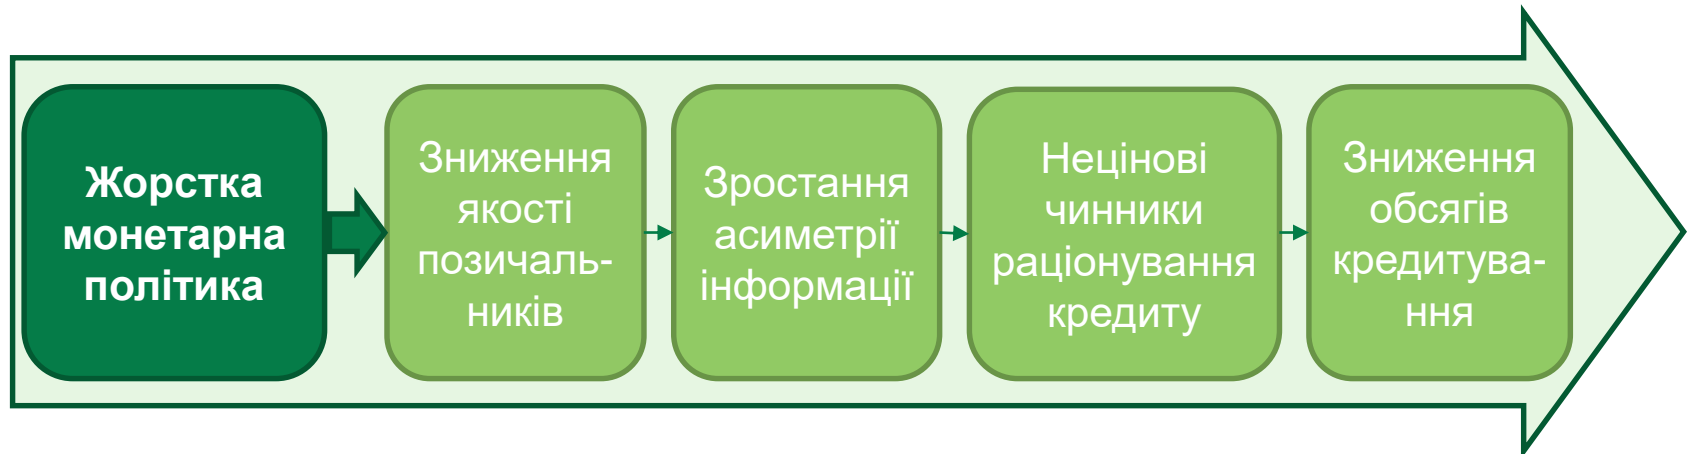 Жорстка
монетарна
політика
Зниження
якості
позичаль-
ників
Зростання
асиметрії
інформації
Нецінові
чинники
раціонування
кредиту
Зниження
обсягів
кредитува-
ння